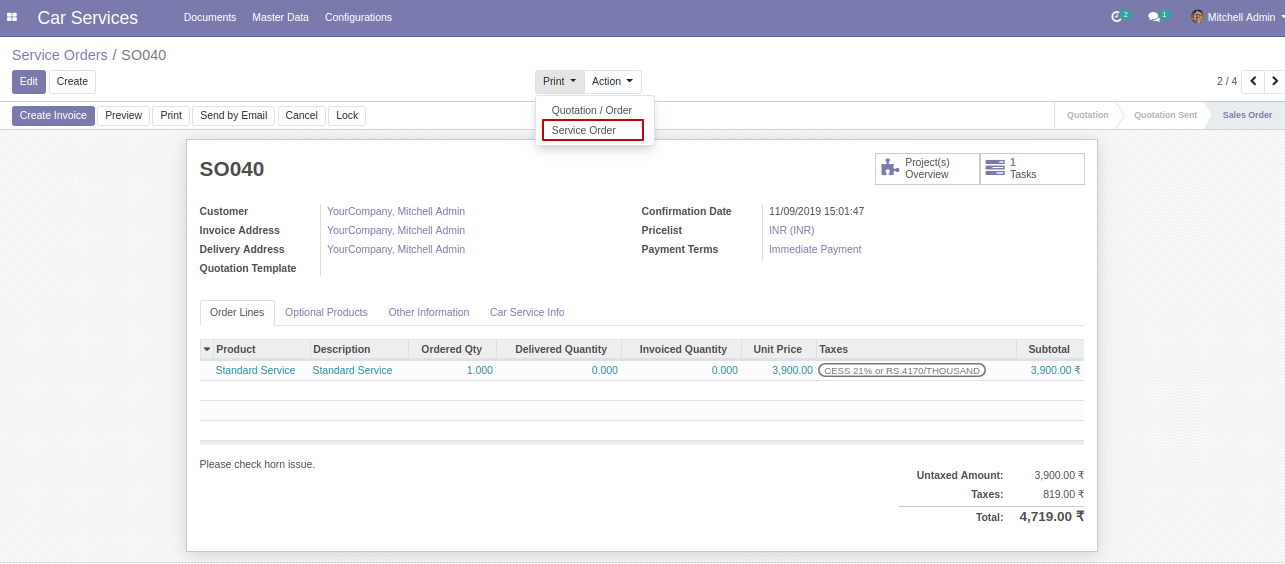 Car Services Documents Master Data Configurations 2 1 Mitchell Admin
Service Orders / SO040
Edit Create Print Action 2 / 4
Create Invoice Preview Print Send by Email Cancel Lock Quotation / Order Quotation Quotation Sent Sales Order
Service Order
SO040 Project(s) Overview 1 Tasks
Customer YourCompany, Mitchell Admin Confirmation Date 11/09/2019 15:01:47
Invoice Address YourCompany, Mitchell Admin Pricelist INR (INR)
Delivery Address YourCompany, Mitchell Admin Payment Terms Immediate Payment
Quotation Template
Order Lines Optional Products Other Information Car Service Info
Product Description Ordered Qty Delivered Quantity Invoiced Quantity Unit Price Taxes Subtotal
Standard Service Standard Service 1.000 0.000 0.000 3,900.00 CESS 21% or RS.4170/THOUSAND 3,900.00 ₹
Please check horn issue.
Untaxed Amount: 3,900.00 ₹
Taxes: 819.00 ₹
Total: 4,719.00 ₹